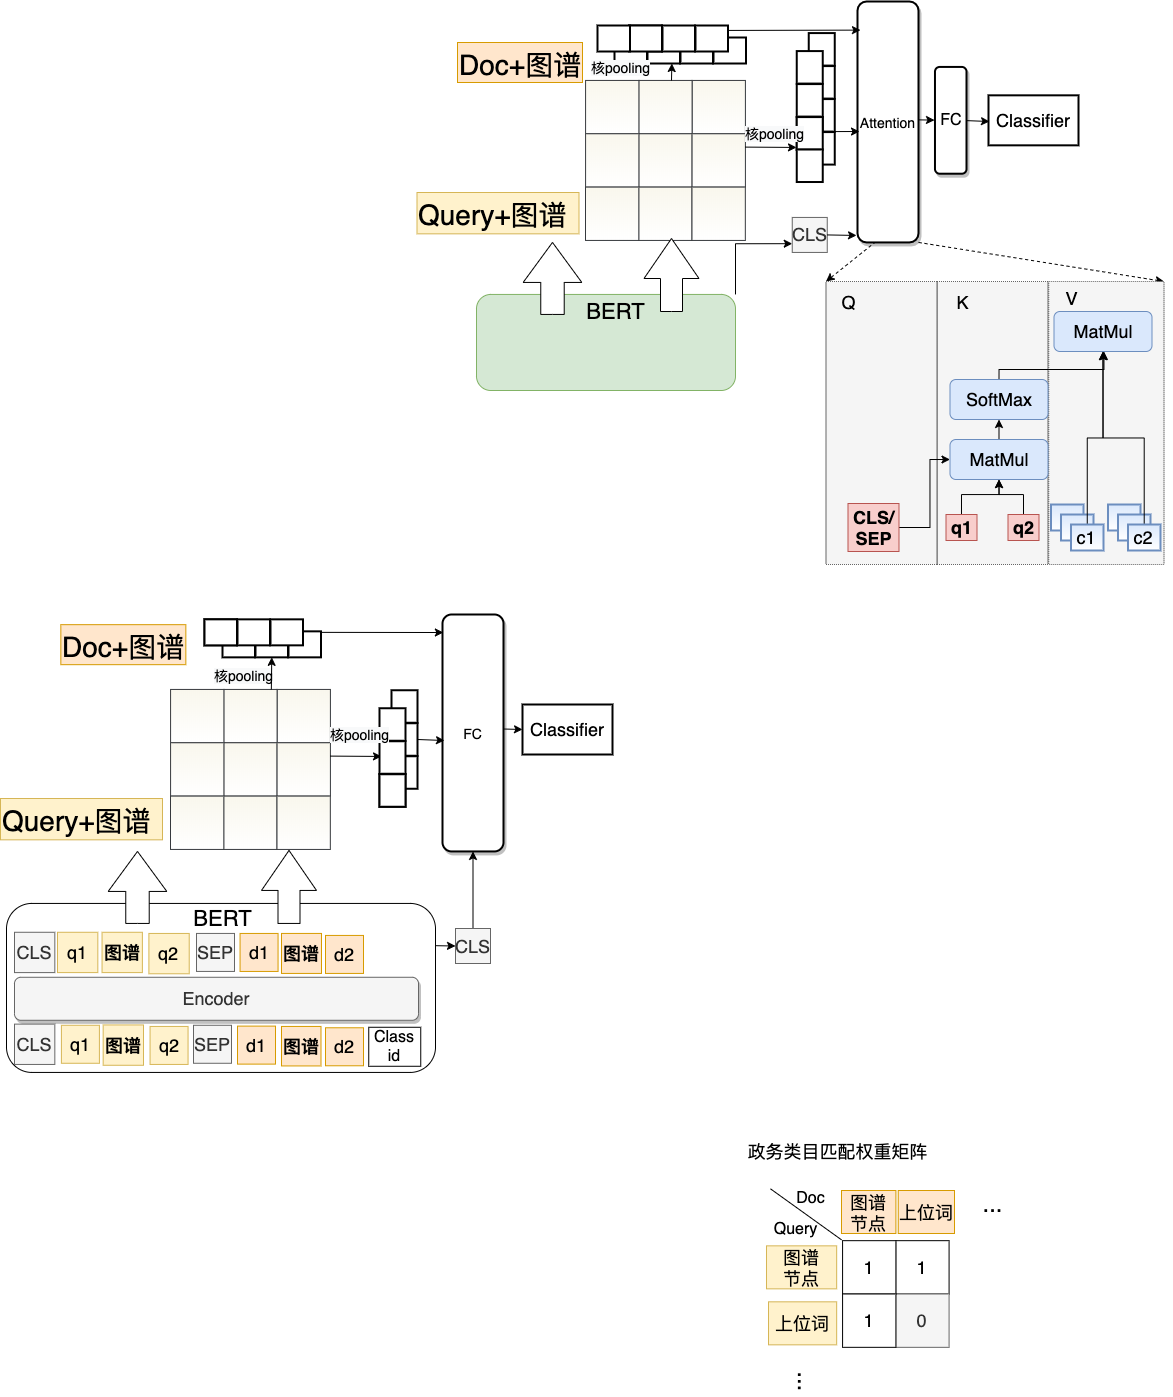 Doc+图谱
核pooling
核pooling
Query+图谱
BERT
CLS
Attention
FC
Classifier
Q
K
V
MatMul
SoftMax
MatMul
CLS/
SEP
q1
q2
c1
c2
Doc+图谱
核pooling
核pooling
Query+图谱
FC
Classifier
BERT
CLS
q1
图谱
q2
SEP
d1
图谱
d2
CLS
Encoder
CLS
q1
图谱
q2
SEP
d1
图谱
d2
Class
id
政务类目匹配权重矩阵
Doc
Query
图谱
节点
上位词
...
图谱
节点
1
1
上位词
1
0
...